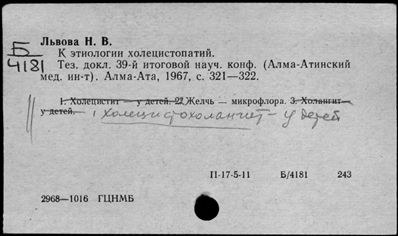 Львова Н. В.
Б
4181
К этиологии холецистопатий.
Тез. докл. 39-й итоговой науч. конф. (Алма-Атинский
мед. ин-т). Алма-Ата, 1967, с. 321—322.
1. Холецистит — у детей. 2. Желчь — микрофлора. 3. Холангит —
у детей. 1 Холецистохолангит - у детей
П-17-5-11 Б/4181 243
2968—1016 ГЦНМБ